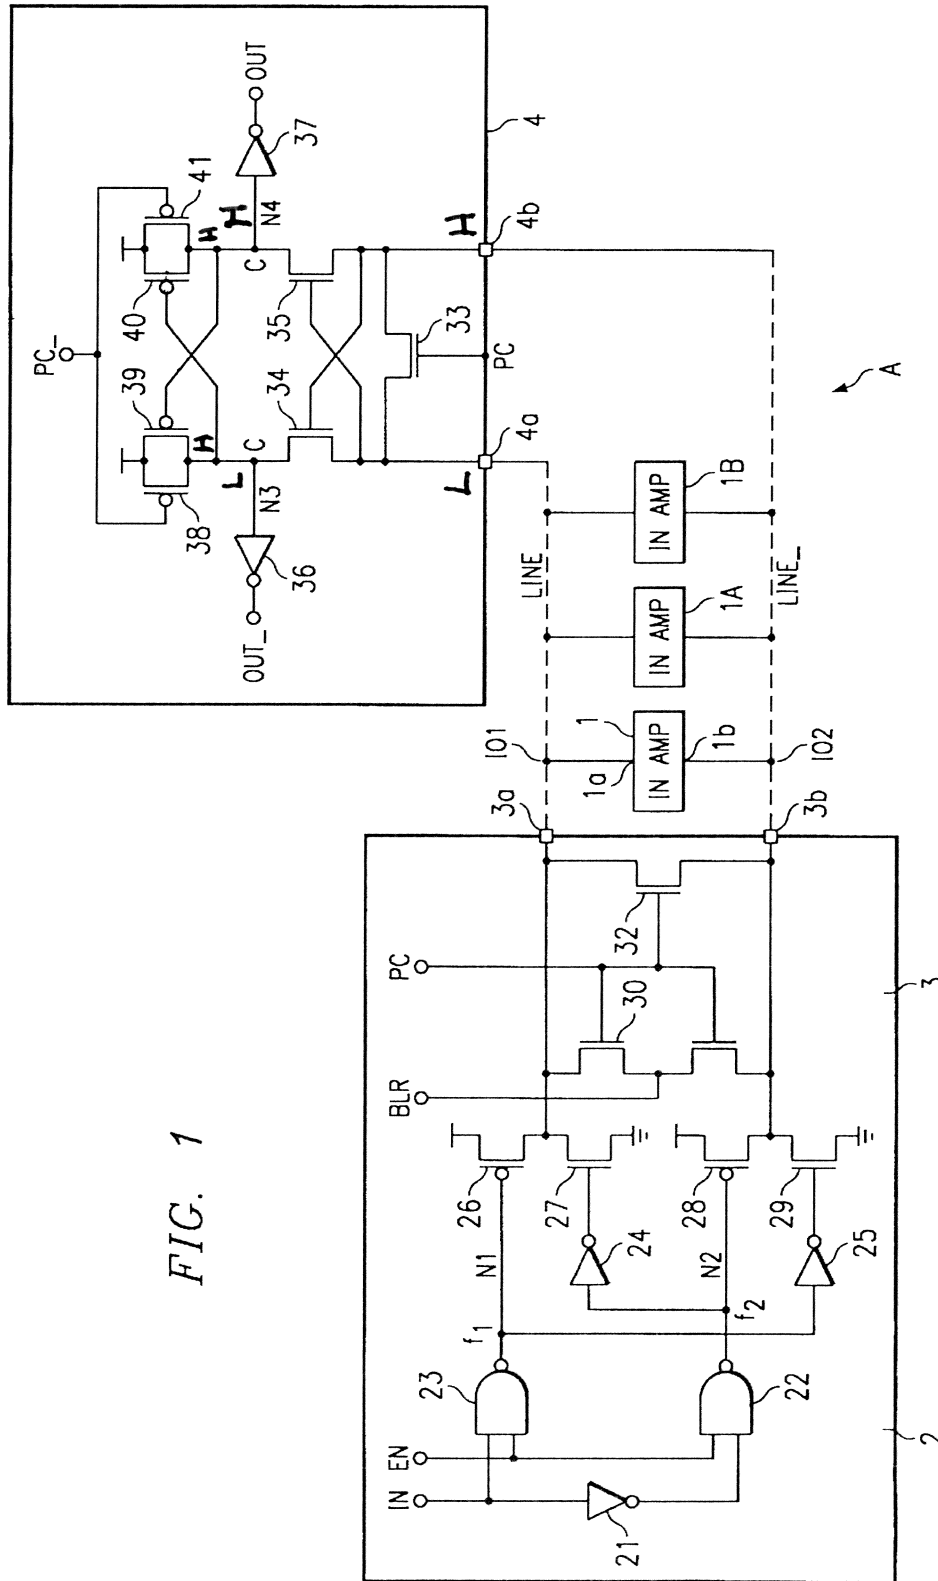 FIG. 1
PC_
38
39
40
41
H
H
L
H
C
C
N3
N4
36
37
OUT_
OUT
34
35
33
L
H
PC
4a
4b
4
A
LINE
LINE_
IN AMP
1
IN AMP
1A
IN AMP
1B
1a
1b
IO1
IO2
3a
3b
IN
EN
BLR
PC
21
22
23
f1
f2
N1
N2
24
25
26
27
28
29
30
32
2
3